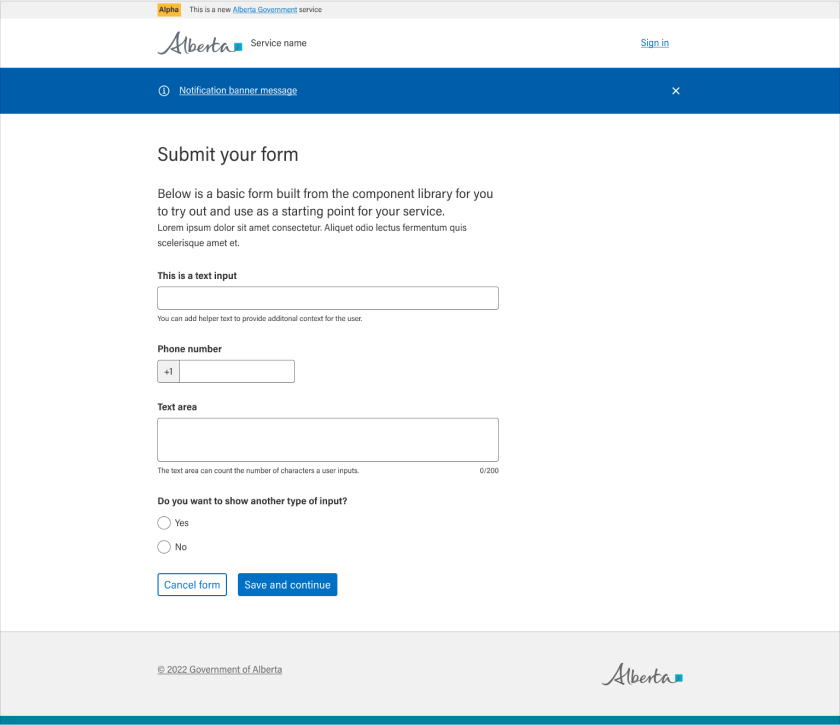 Alpha This is a new Alberta Government service
Alberta Service name Sign in
Notification banner message
Submit your form
Below is a basic form built from the component library for you
to try out and use as a starting point for your service.
Lorem ipsum dolor sit amet consectetur. Aliquet odio lectus fermentum quis
scelerisque amet et.
This is a text input
You can add helper text to provide additonal context for the user.
Phone number
+1
Text area
The text area can count the number of characters a user inputs. 0/200
Do you want to show another type of input?
Yes
No
Cancel form Save and continue
© 2022 Government of Alberta Alberta